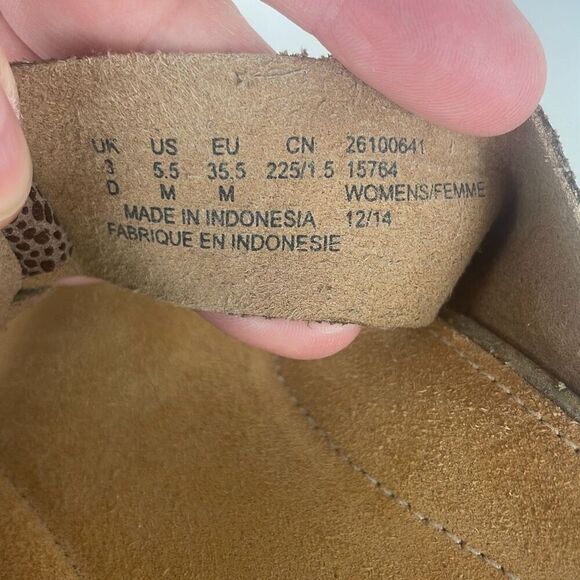 UK US EU CN 26100641
3 5.5 35.5 225/1.5 15764
D M M WOMENS/FEMME
MADE IN INDONESIA 12/14
FABRIQUE EN INDONESIE